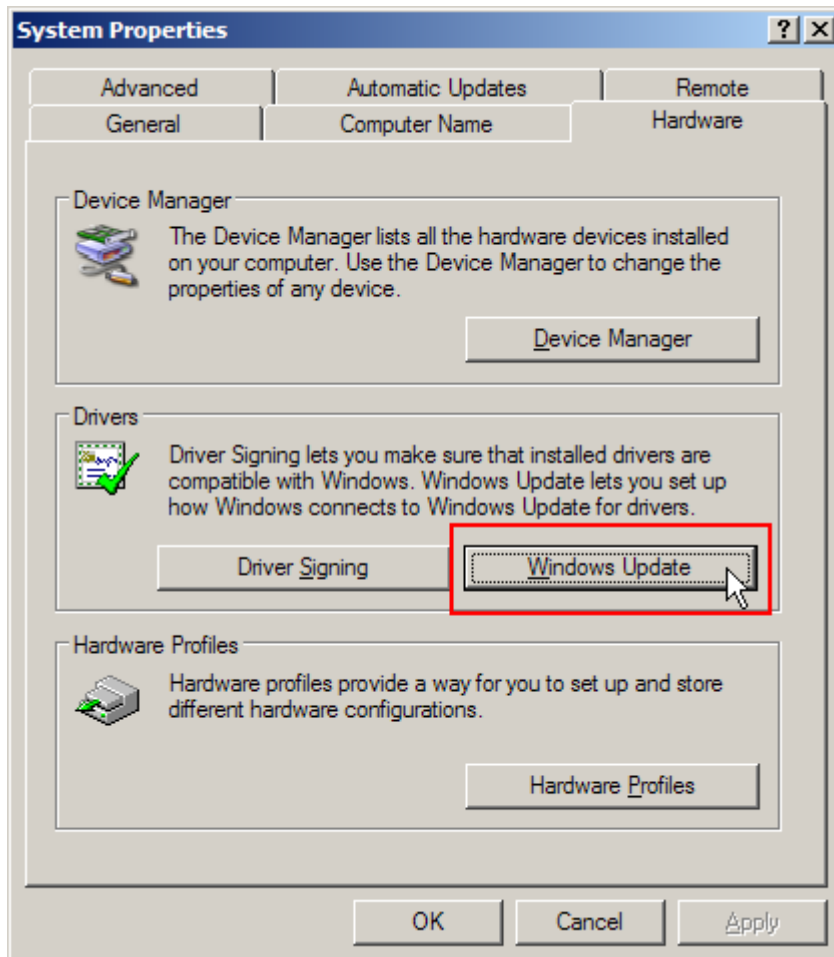 System Properties
Advanced
Automatic Updates
Remote
General
Computer Name
Hardware
Device Manager
The Device Manager lists all the hardware devices installed
on your computer. Use the Device Manager to change the
properties of any device.
Device Manager
Drivers
Driver Signing lets you make sure that installed drivers are
compatible with Windows. Windows Update lets you set up
how Windows connects to Windows Update for drivers.
Driver Signing
Windows Update
Hardware Profiles
Hardware profiles provide a way for you to set up and store
different hardware configurations.
Hardware Profiles
OK
Cancel
Apply